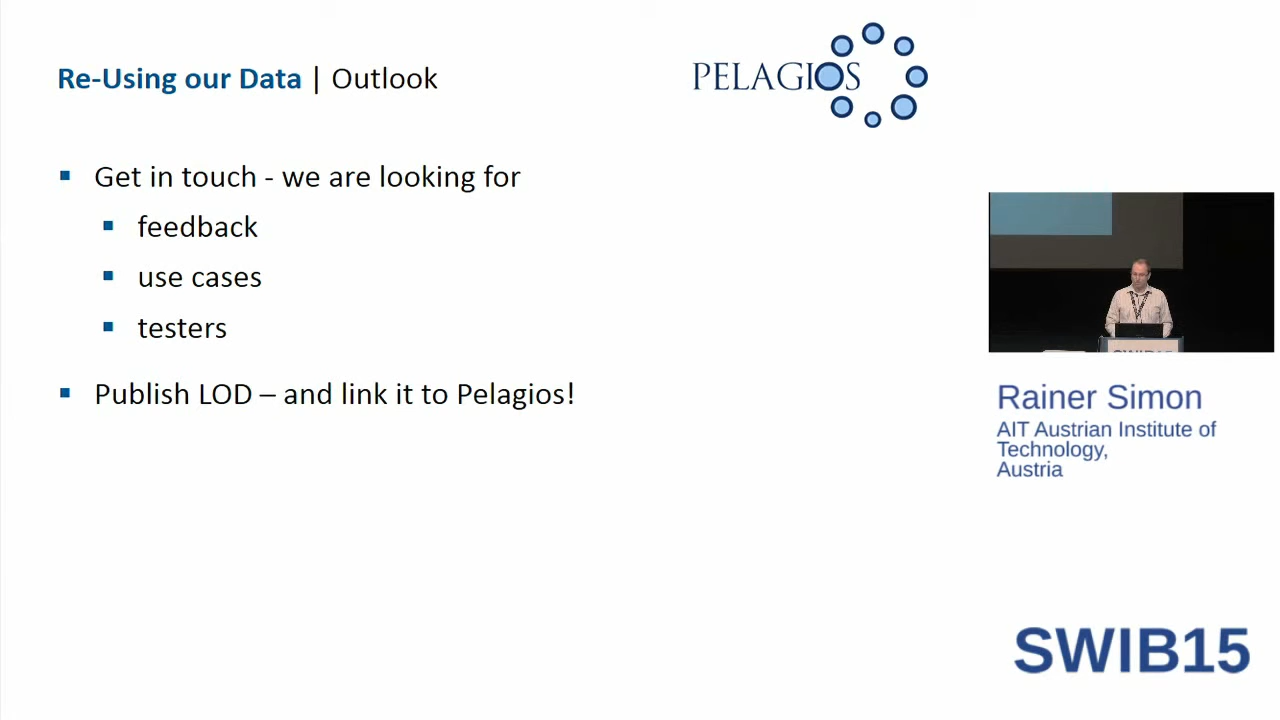 Re-Using our Data | Outlook
PELAGIOS
Get in touch - we are looking for
feedback
use cases
testers
Publish LOD – and link it to Pelagios!
Rainer Simon
AIT Austrian Institute of
Technology,
Austria
SWIB15